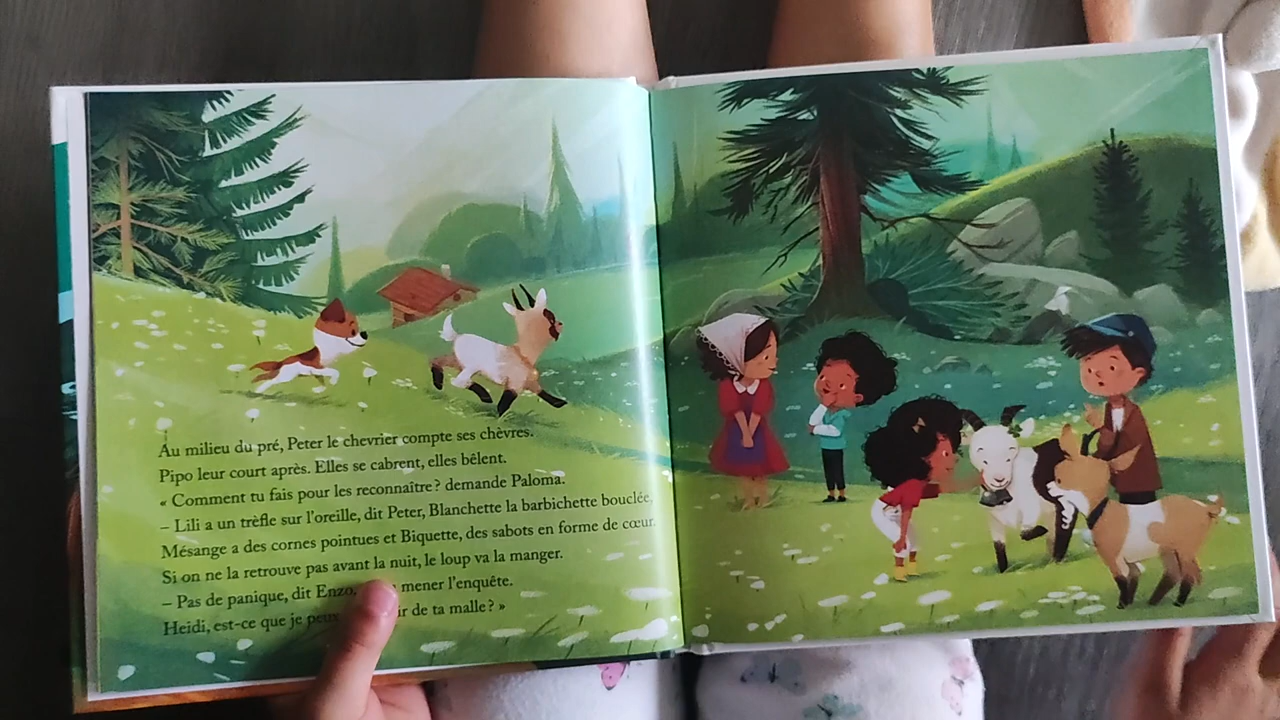 Au milieu du pré, Peter le chevrier compte ses chèvres.
Pipo leur court après. Elles se cabrent, elles bêlent.
« Comment tu fais pour les reconnaître ? demande Paloma.
– Lili a un trèfle sur l'oreille, dit Peter, Blanchette la barbichette bouclée,
Mésange a des cornes pointues et Biquette, des sabots en forme de cœur.
Si on ne la retrouve pas avant la nuit, le loup va la manger.
– Pas de panique, dit Enzo, mener l'enquête.
Heidi, est-ce que je peux de ta malle ? »